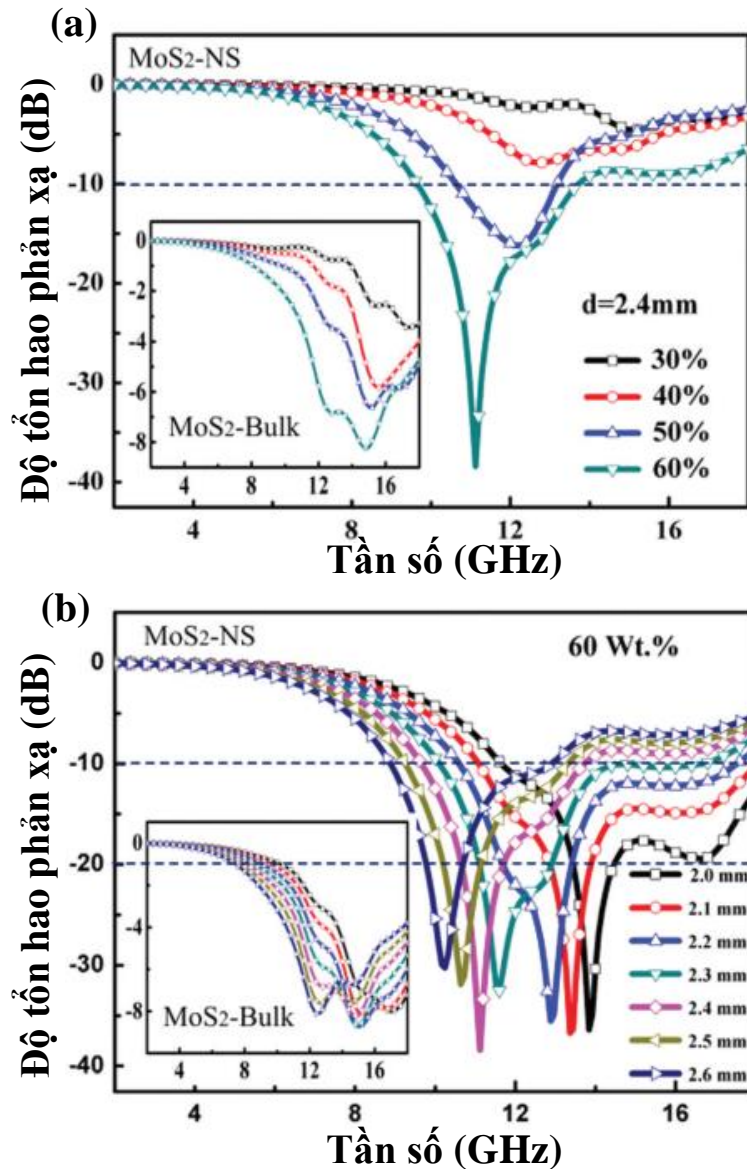 (a)
MoS2-NS
0
-10
-20
-30
-40
Độ tổn hao phản xạ (dB)
0
-2
-4
-6
-8
MoS2-Bulk
4 8 12 16
d=2.4mm
30%
40%
50%
60%
4 8 12 16
Tần số (GHz)
(b)
MoS2-NS
60 Wt.%
0
-10
-20
-30
-40
Độ tổn hao phản xạ (dB)
0
-4
-8
MoS2-Bulk
4 8 12 16
2.0 mm
2.1 mm
2.2 mm
2.3 mm
2.4 mm
2.5 mm
2.6 mm
4 8 12 16
Tần số (GHz)